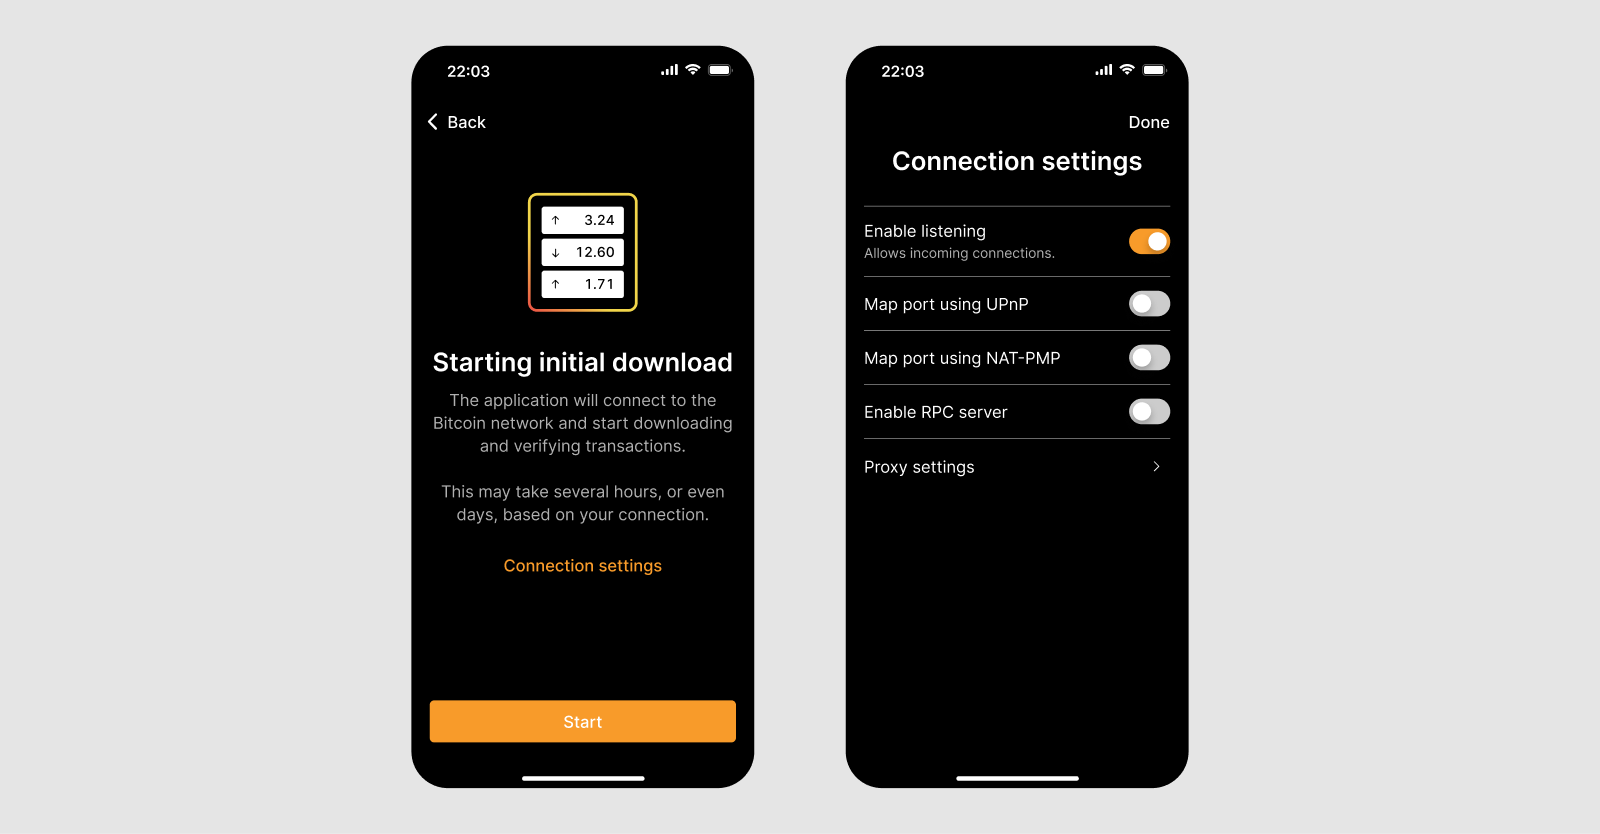 22:03
Back
↑ 3.24
↓ 12.60
↑ 1.71
Starting initial download
The application will connect to the
Bitcoin network and start downloading
and verifying transactions.
This may take several hours, or even
days, based on your connection.
Connection settings
Start
22:03
Done
Connection settings
Enable listening
Allows incoming connections.
Map port using UPnP
Map port using NAT-PMP
Enable RPC server
Proxy settings